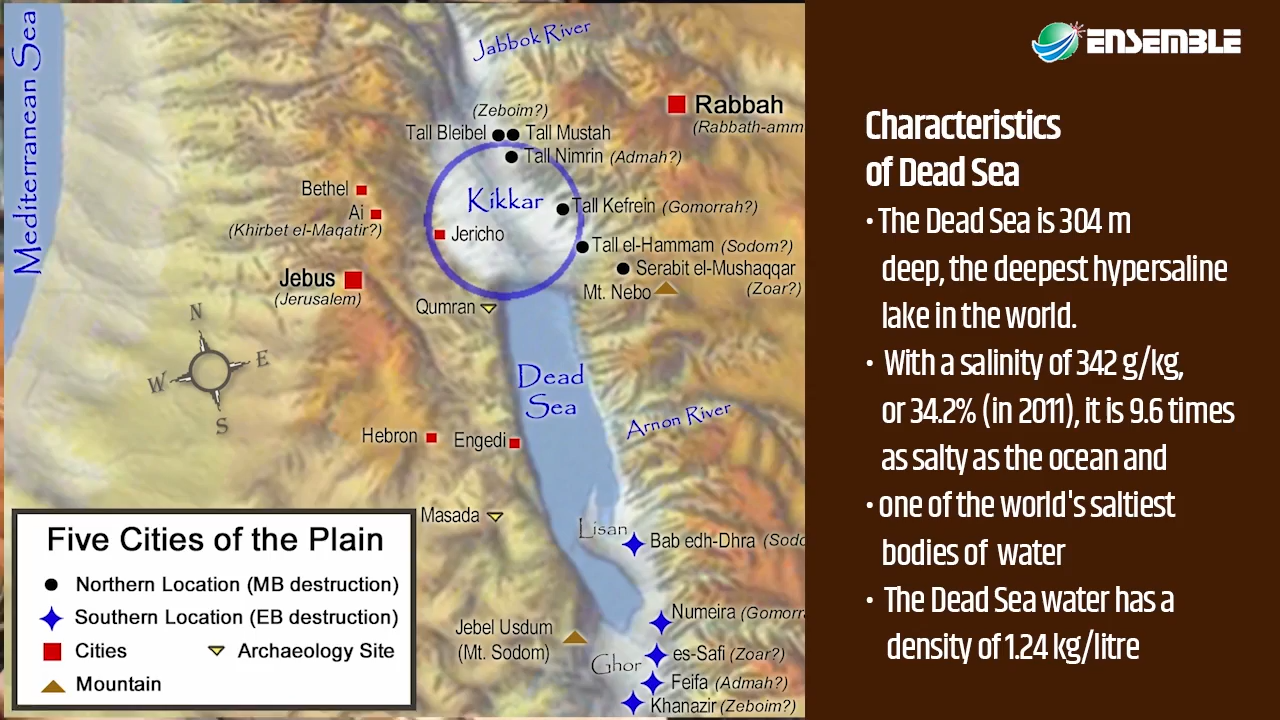 Mediterranean Sea
Jabbok River
Rabbah
(Rabbath-amm
(Zeboim?)
Tall Bleibel
Tall Mustah
Tall Nimrin (Admah?)
Bethel
Kikkar
Tall Kefrein (Gomorrah?)
Ai
(Khirbet el-Maqatir?)
Jericho
Tall el-Hammam (Sodom?)
Serabit el-Mushaqqar
(Zoar?)
Jebus
(Jerusalem)
Mt. Nebo
Qumran
N
W
E
S
Dead
Sea
Arnon River
Hebron
Engedi
Masada
Lisan
Bab edh-Dhra (Sodo
Numeira (Gomorr
Jebel Usdum
(Mt. Sodom)
Ghor
es-Safi (Zoar?)
Feifa (Admah?)
Khanazir (Zeboim?)
Five Cities of the Plain
Northern Location (MB destruction)
Southern Location (EB destruction)
Cities
Archaeology Site
Mountain
ENSEMBLE
Characteristics
of Dead Sea
• The Dead Sea is 304 m
deep, the deepest hypersaline
lake in the world.
• With a salinity of 342 g/kg,
or 34.2% (in 2011), it is 9.6 times
as salty as the ocean and
• one of the world's saltiest
bodies of water
• The Dead Sea water has a
density of 1.24 kg/litre